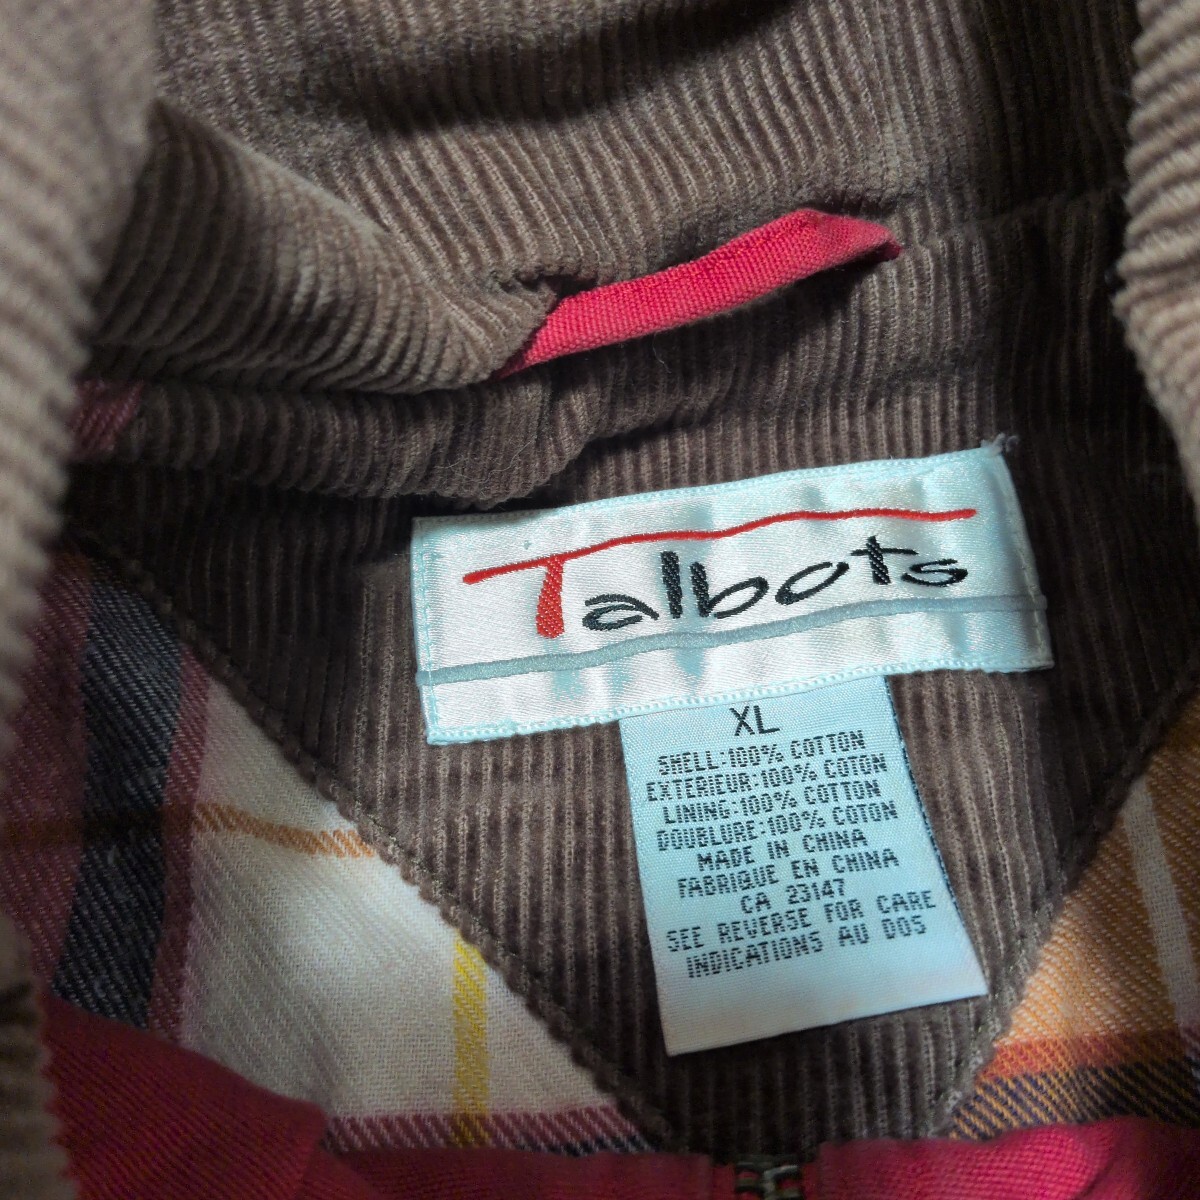 Talbots
XL
SHELL:100% COTTON
EXTERIEUR:100% COTON
LINING:100% COTTON
DOUBLURE:100% COTON
MADE IN CHINA
FABRIQUE EN CHINA
CA 23147
SEE REVERSE FOR CARE
INDICATIONS AU DOS